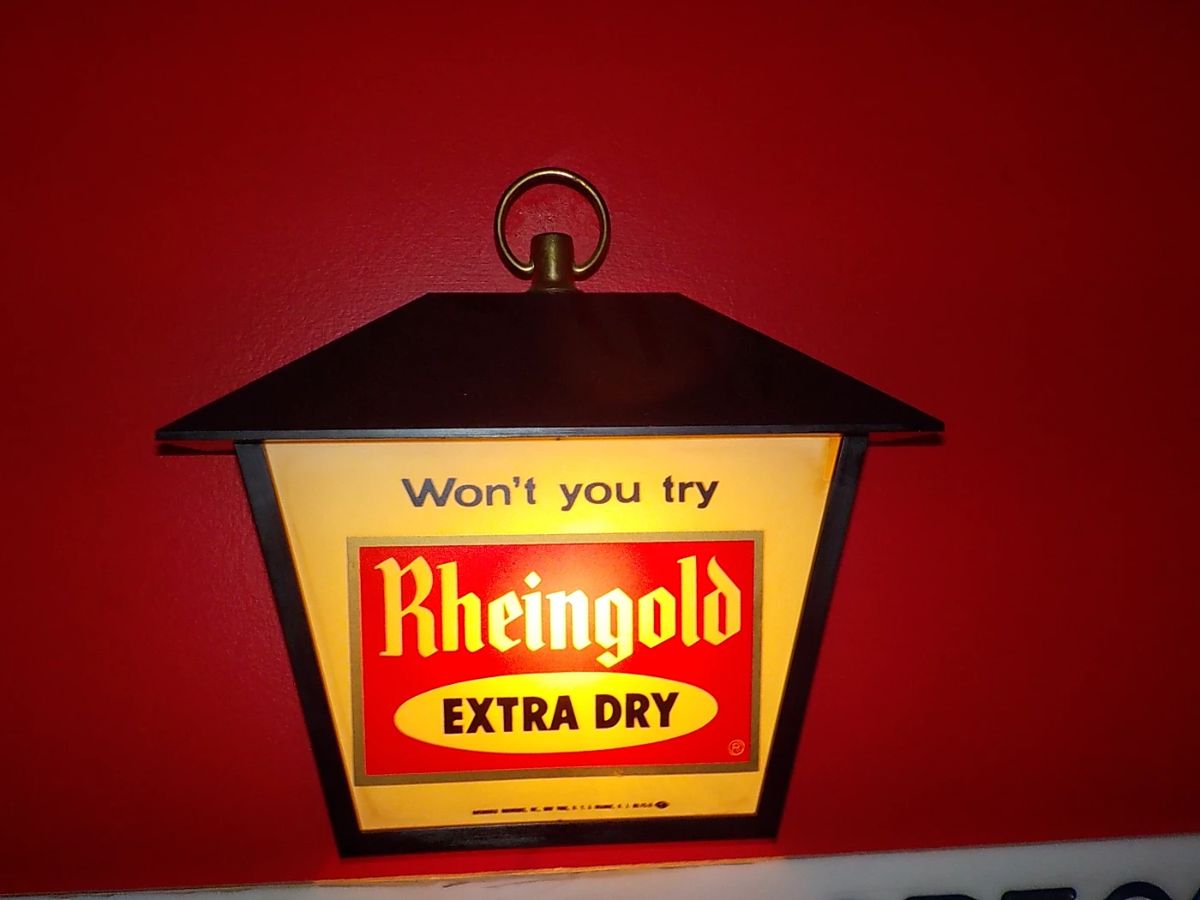 Won't you try
Rheingold
EXTRA DRY
®